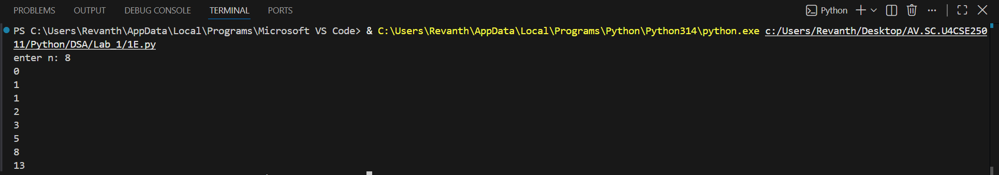 PROBLEMS OUTPUT DEBUG CONSOLE TERMINAL PORTS Python
PS C:\Users\Revanth\AppData\Local\Programs\Microsoft VS Code> & C:\Users\Revanth\AppData\Local\Programs\Python\Python314\python.exe c:/Users/Revanth/Desktop/AV.SC.U4CSE250
11/Python/DSA/Lab_1/1E.py
enter n: 8
0
1
1
2
3
5
8
13